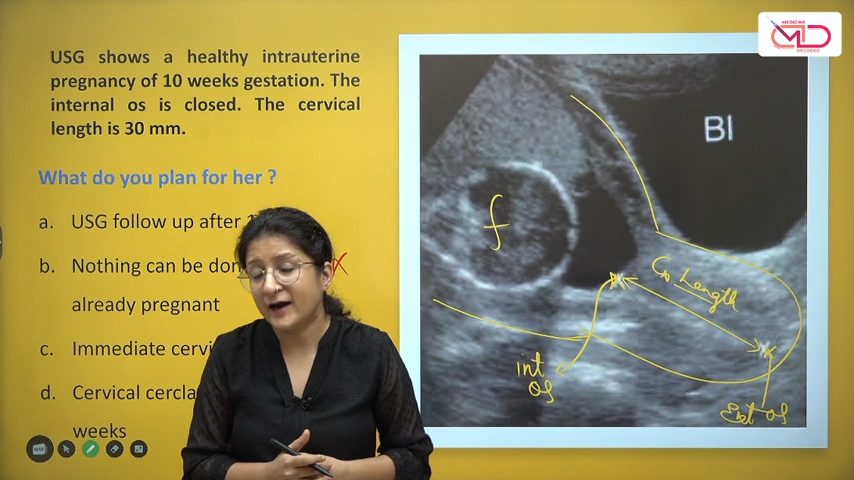 MEDICINE
MD
DECODED
USG shows a healthy intrauterine
pregnancy of 10 weeks gestation. The
internal os is closed. The cervical
length is 30 mm.
What do you plan for her ?
a. USG follow up after
b. Nothing can be don
already pregnant
c. Immediate cervi
d. Cervical cercla
weeks
Bl
f
Cx Length
int
os
Ext os